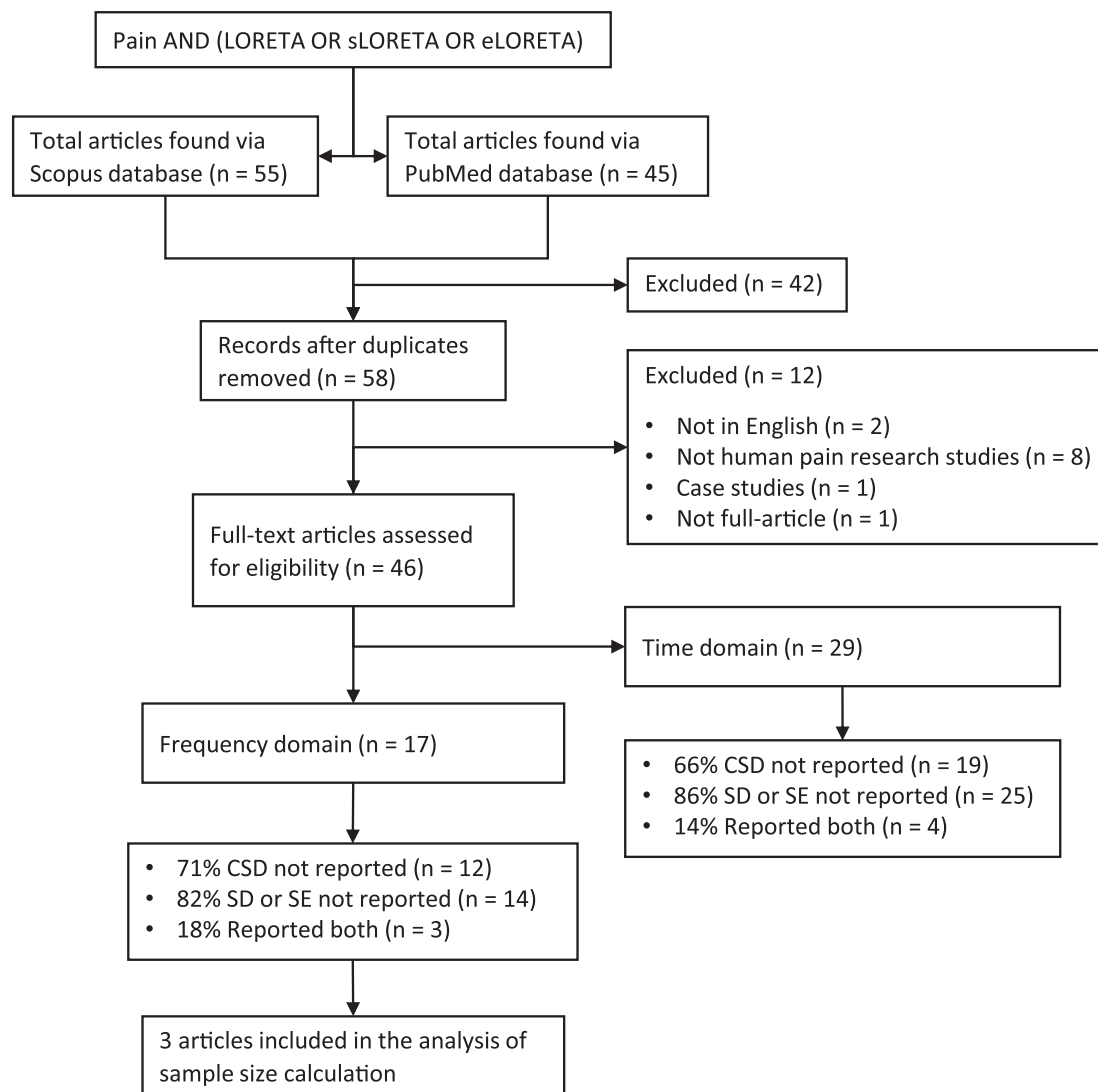 Pain AND (LORETA OR sLORETA OR eLORETA)
Total articles found via
Scopus database (n = 55)
Total articles found via
PubMed database (n = 45)
Excluded (n = 42)
Records after duplicates
removed (n = 58)
Excluded (n = 12)
• Not in English (n = 2)
• Not human pain research studies (n = 8)
• Case studies (n = 1)
• Not full-article (n = 1)
Full-text articles assessed
for eligibility (n = 46)
Time domain (n = 29)
• 66% CSD not reported (n = 19)
• 86% SD or SE not reported (n = 25)
• 14% Reported both (n = 4)
Frequency domain (n = 17)
• 71% CSD not reported (n = 12)
• 82% SD or SE not reported (n = 14)
• 18% Reported both (n = 3)
3 articles included in the analysis of
sample size calculation